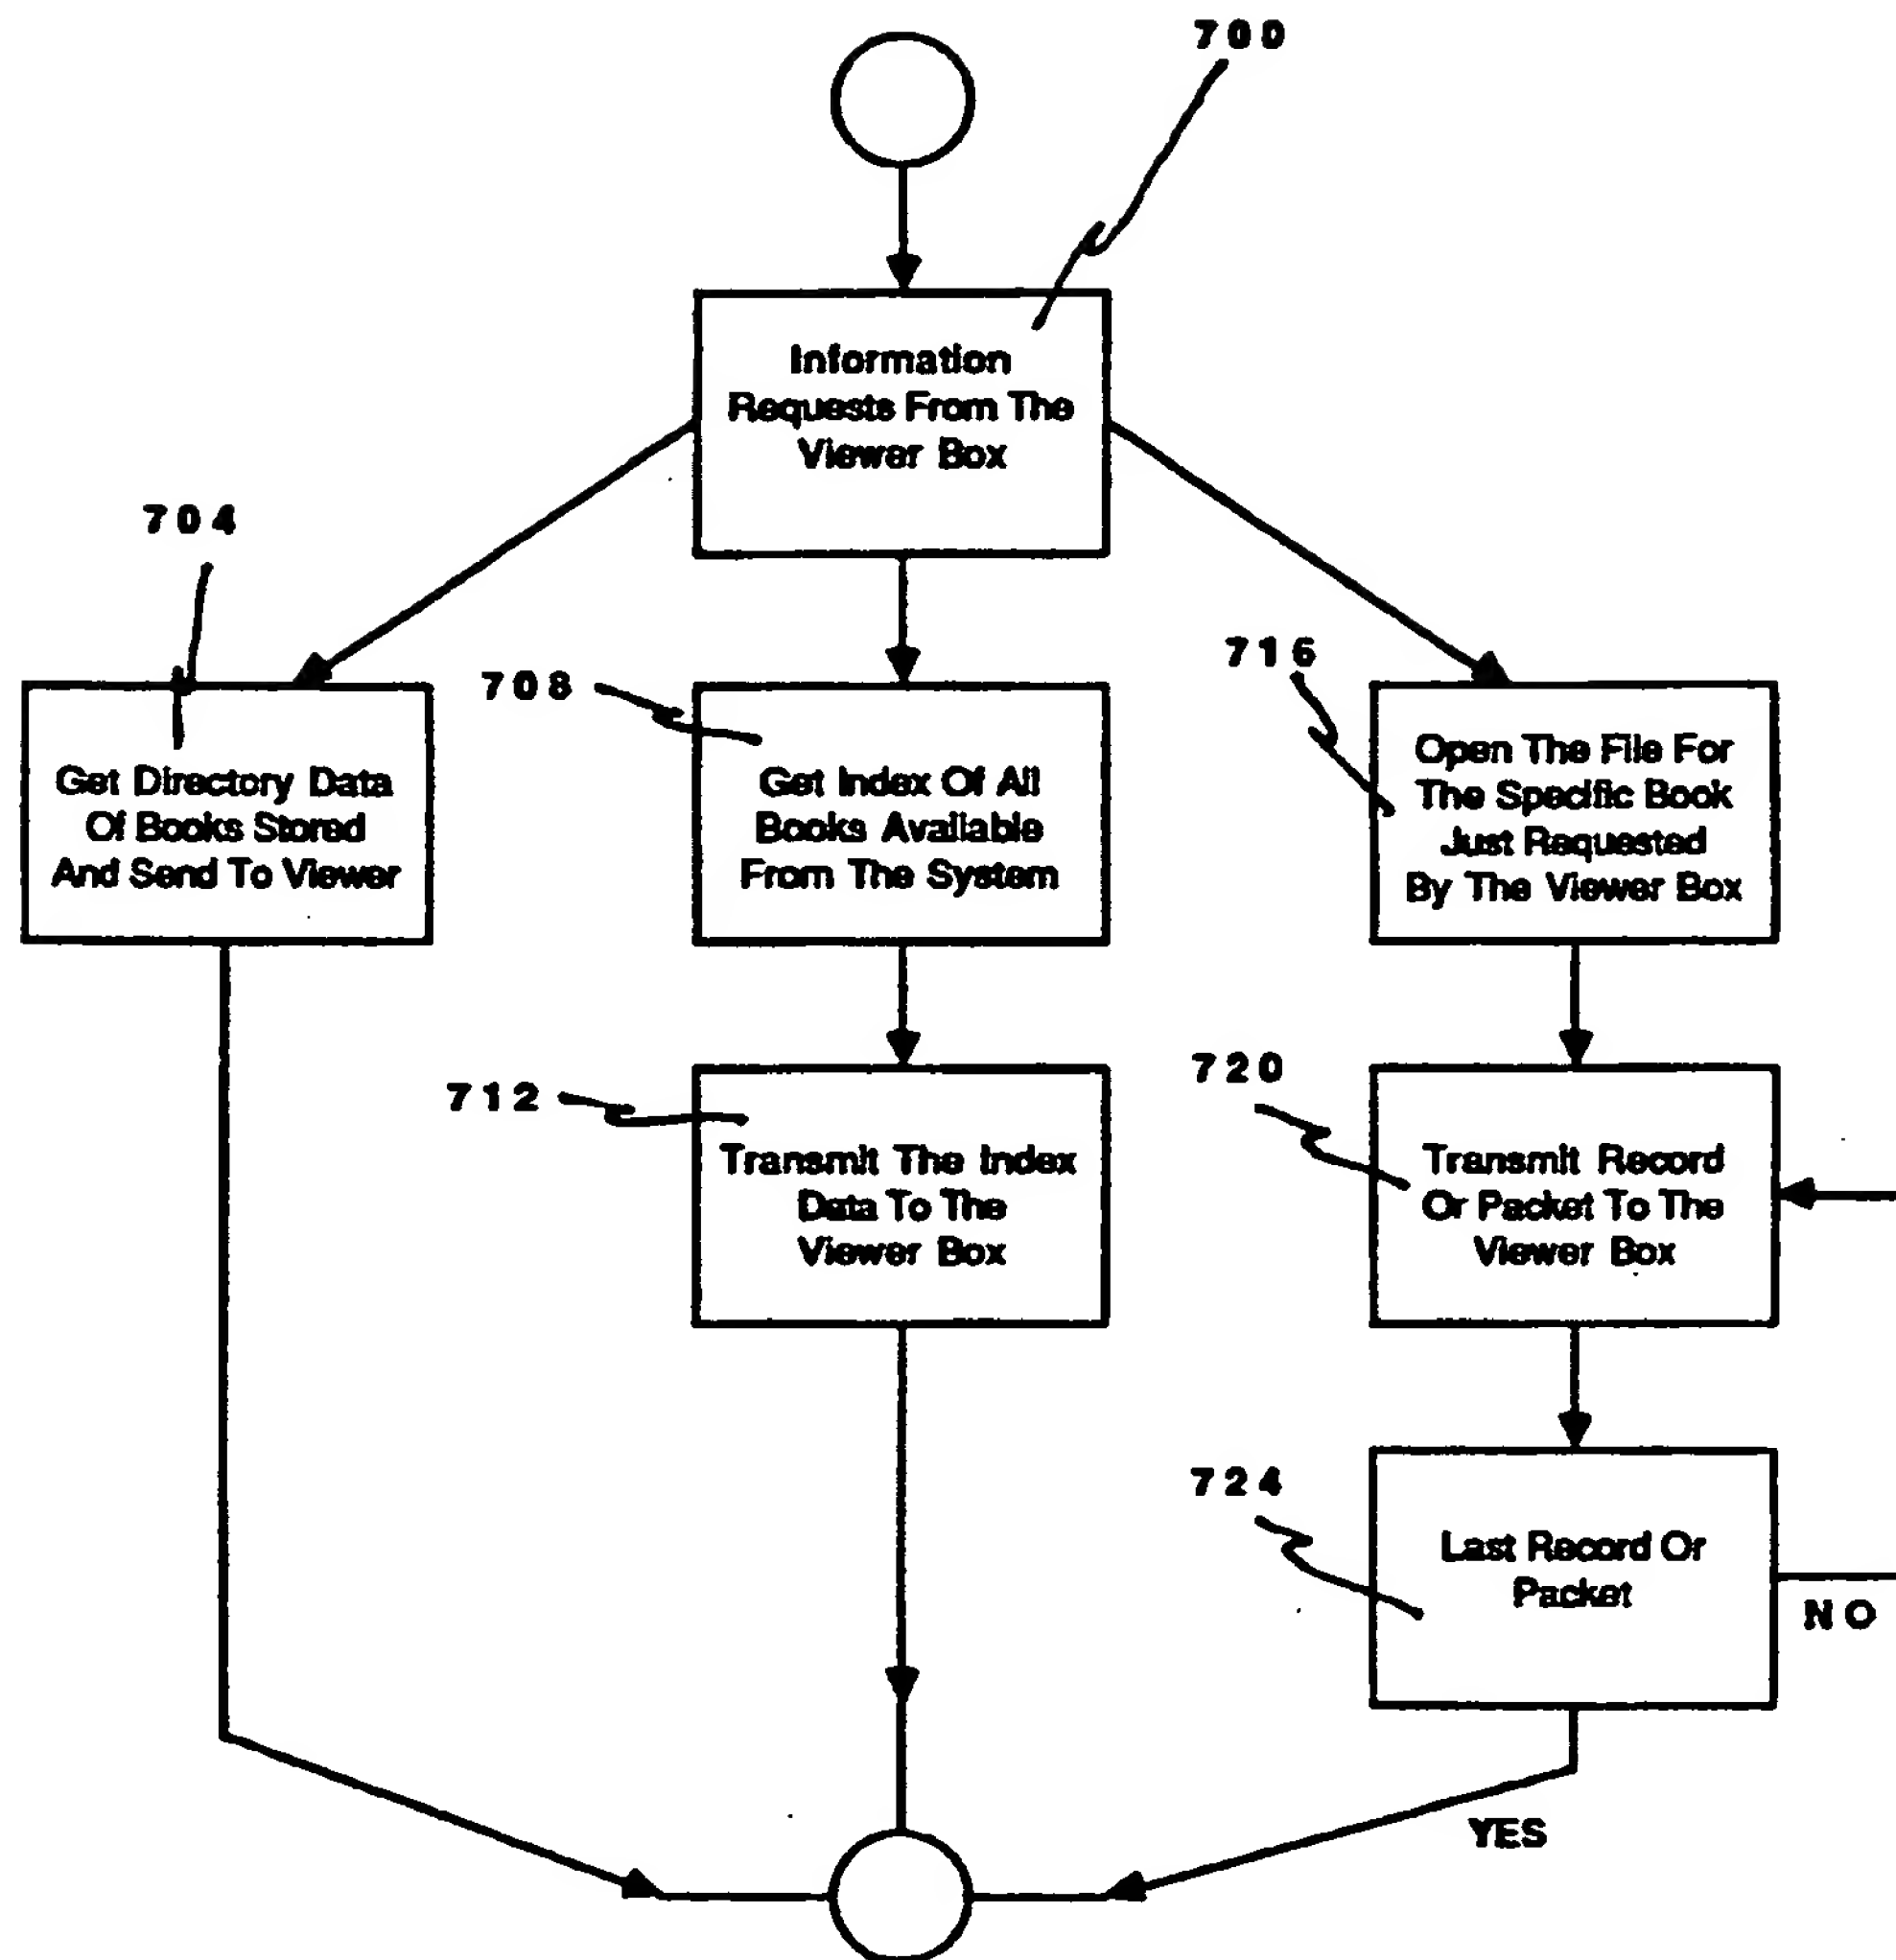 700
Information
Requests From The
Viewer Box
704
708
716
Get Directory Data
Of Books Stored
And Send To Viewer
Get Index Of All
Books Available
From The System
Open The File For
The Specific Book
Just Requested
By The Viewer Box
712
720
Transmit The Index
Data To The
Viewer Box
Transmit Record
Or Packet To The
Viewer Box
724
Last Record Or
Packet
NO
YES